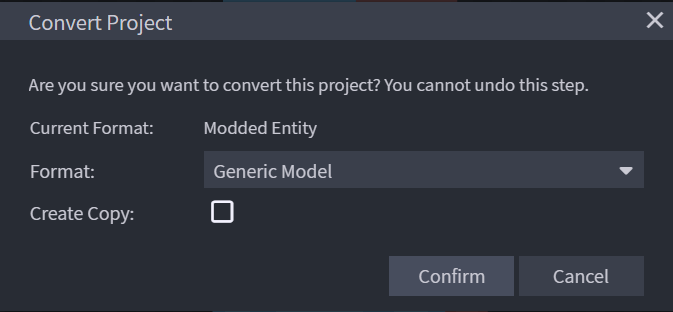 Convert Project
Are you sure you want to convert this project? You cannot undo this step.
Current Format: Modded Entity
Format: Generic Model
Create Copy:
Confirm Cancel